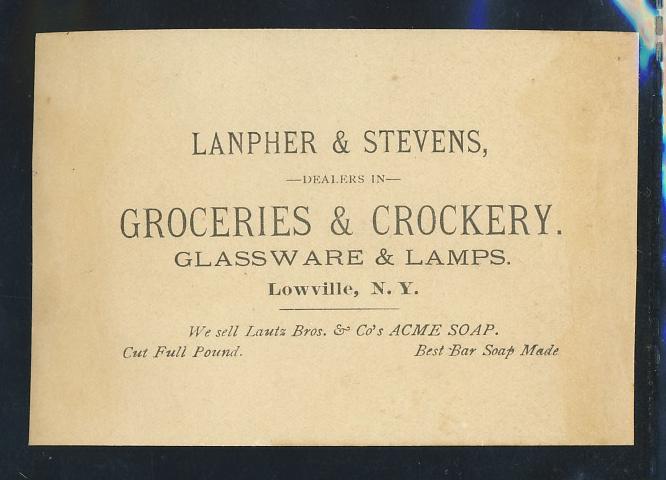 LANPHER & STEVENS,
—DEALERS IN—
GROCERIES & CROCKERY.
GLASSWARE & LAMPS.
Lowville, N. Y.
We sell Lautz Bros. & Co's ACME SOAP.
Cut Full Pound. Best Bar Soap Made